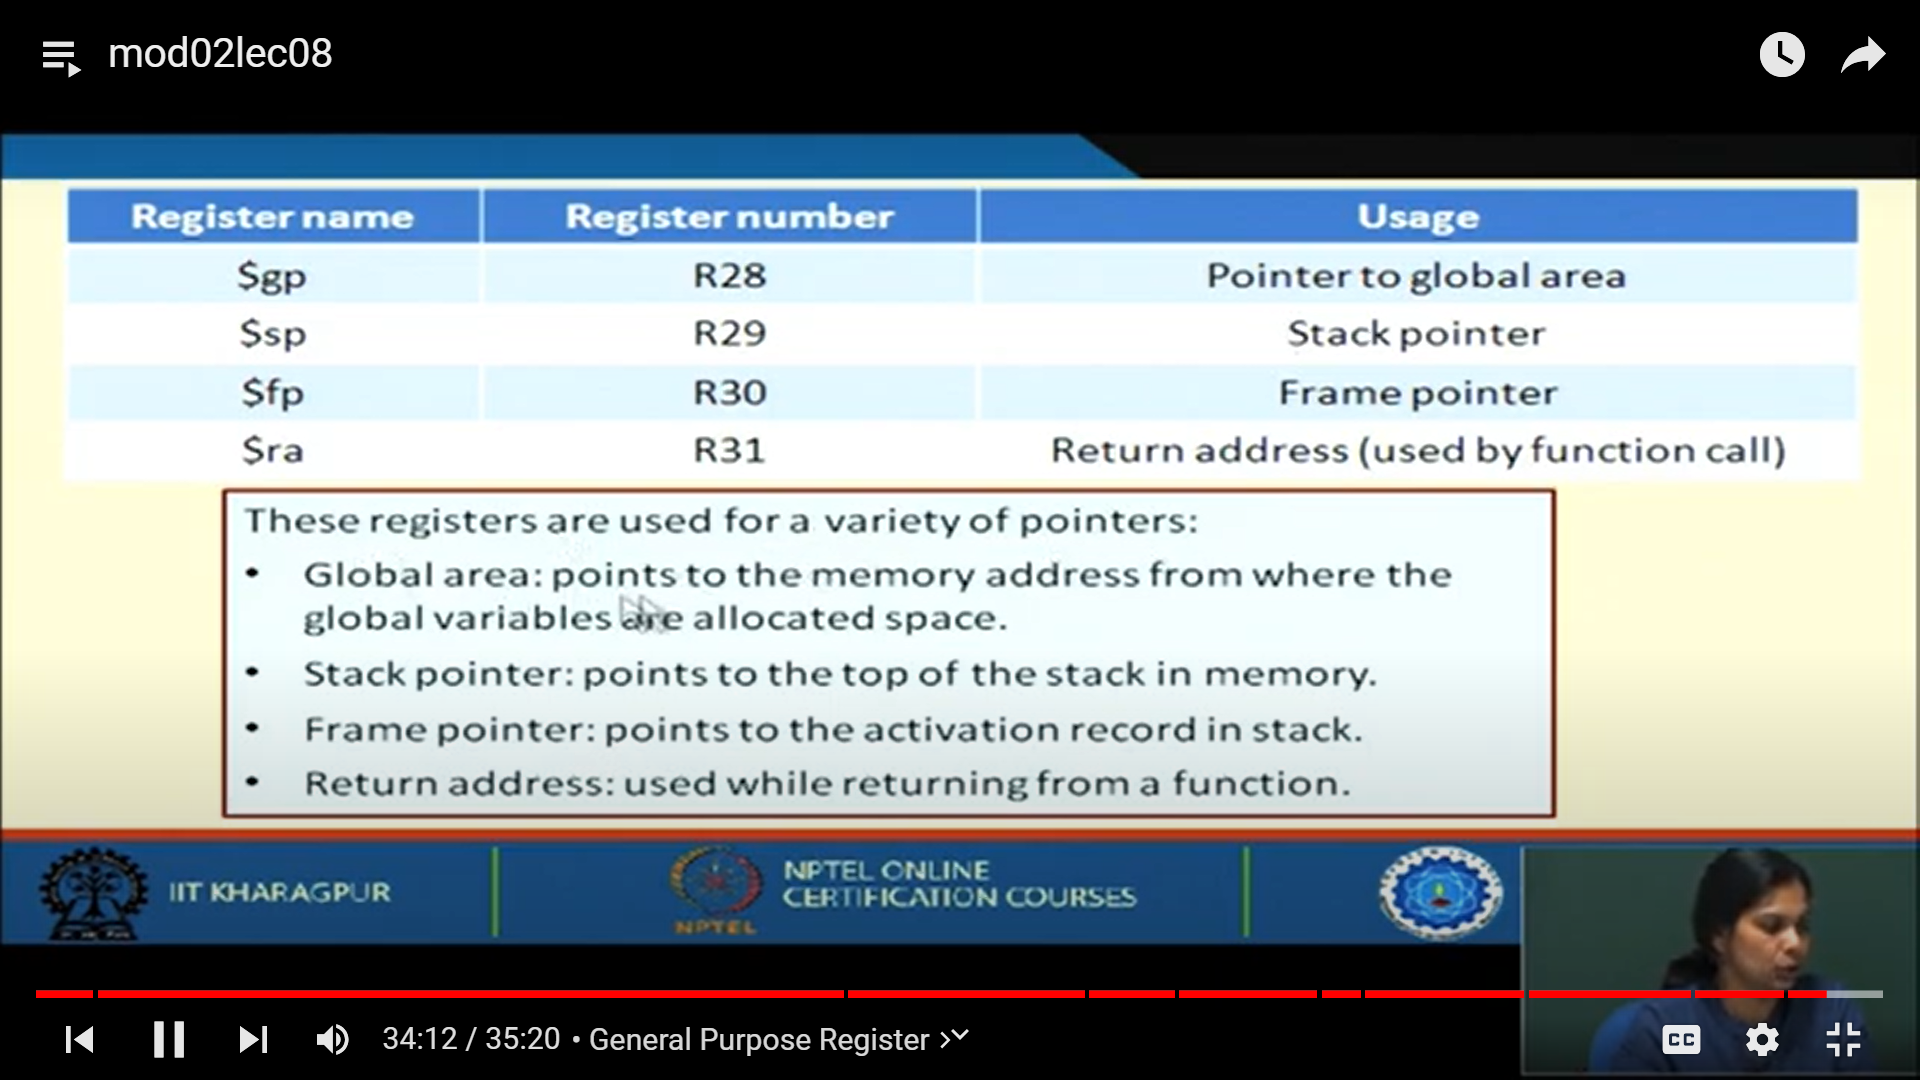 mod02lec08
Register name Register number Usage
$gp R28 Pointer to global area
$sp R29 Stack pointer
$fp R30 Frame pointer
$ra R31 Return address (used by function call)
These registers are used for a variety of pointers:
• Global area: points to the memory address from where the
global variables are allocated space.
• Stack pointer: points to the top of the stack in memory.
• Frame pointer: points to the activation record in stack.
• Return address: used while returning from a function.
IIT KHARAGPUR
NPTEL
NPTEL ONLINE
CERTIFICATION COURSES
34:12 / 35:20 • General Purpose Register
CC